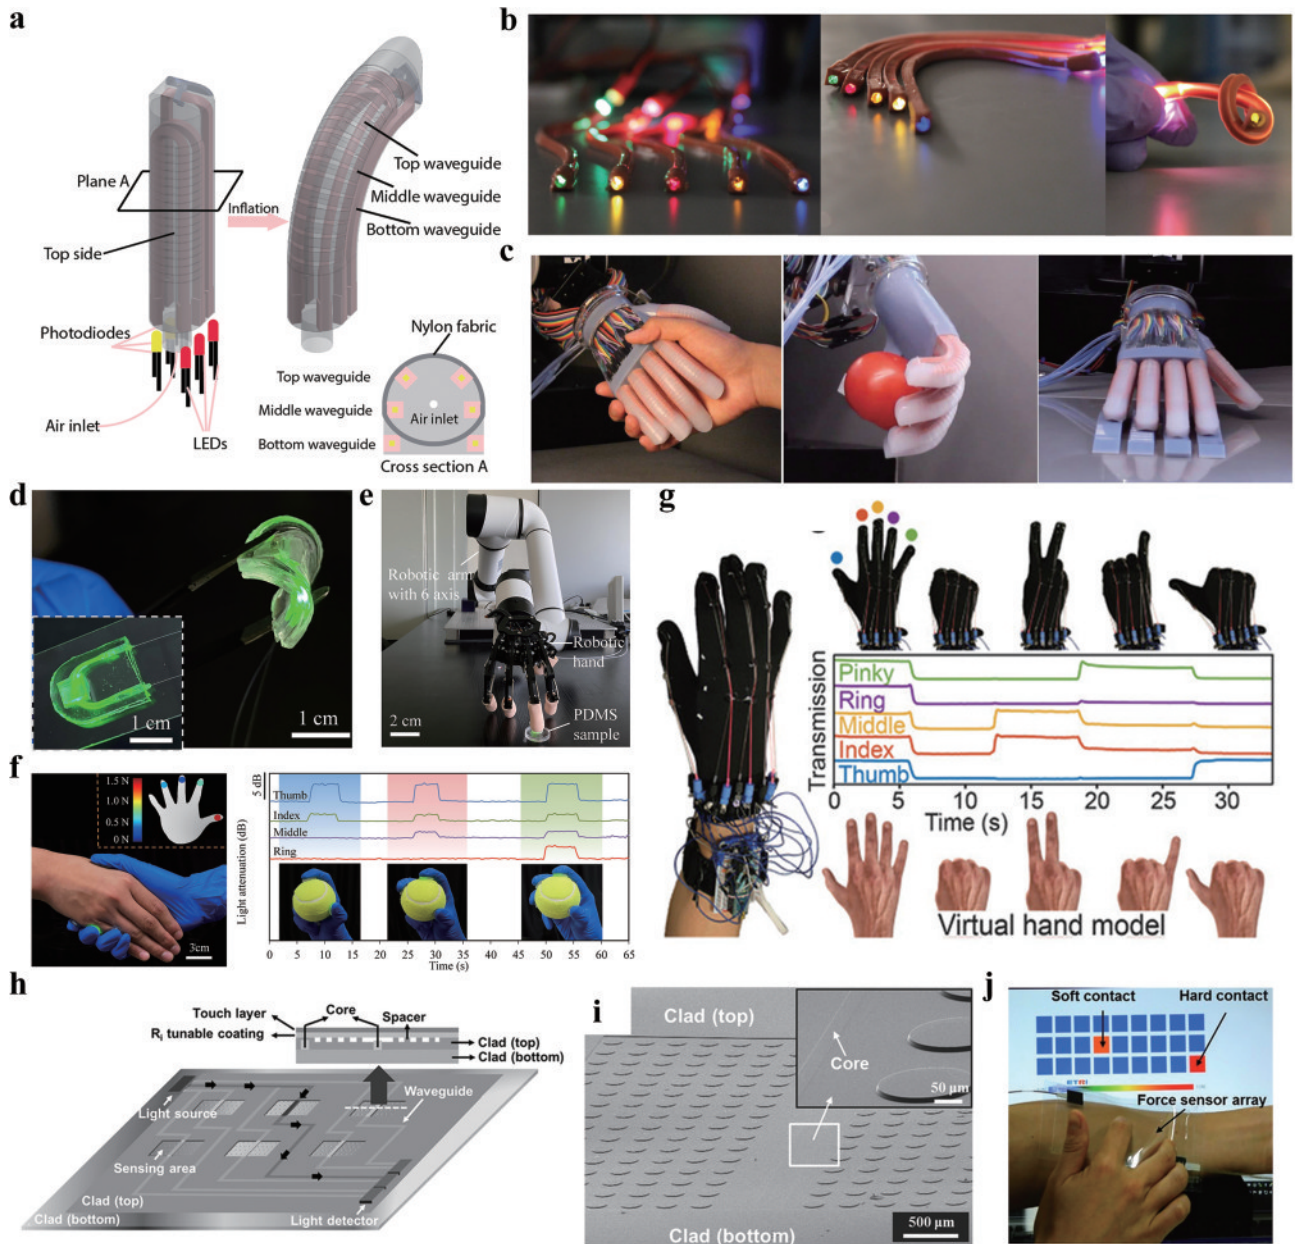 a
Plane A
Top side
Photodiodes
Air inlet
LEDs
Inflation
Top waveguide
Middle waveguide
Bottom waveguide
Nylon fabric
Top waveguide
Middle waveguide
Bottom waveguide
Air inlet
Cross section A
b
c
d
1 cm
1 cm
e
Robotic arm
with 6 axis
Robotic
hand
2 cm
PDMS
sample
f
1.5 N
1.0 N
0.5 N
0 N
3cm
5 dB
Light attenuation (dB)
Thumb
Index
Middle
Ring
0 5 10 15 20 25 30 35 40 45 50 55 60 65
Time (s)
g
Transmission
Pinky
Ring
Middle
Index
Thumb
0 5 10 15 20 25 30
Time (s)
Virtual hand model
h
Touch layer
Core
Spacer
Ri tunable coating
Clad (top)
Clad (bottom)
Light source
Waveguide
Sensing area
Clad (top)
Clad (bottom)
Light detector
i
Clad (top)
Core
50 μm
Clad (bottom)
500 μm
j
Soft contact
Hard contact
ETRI
Force sensor array